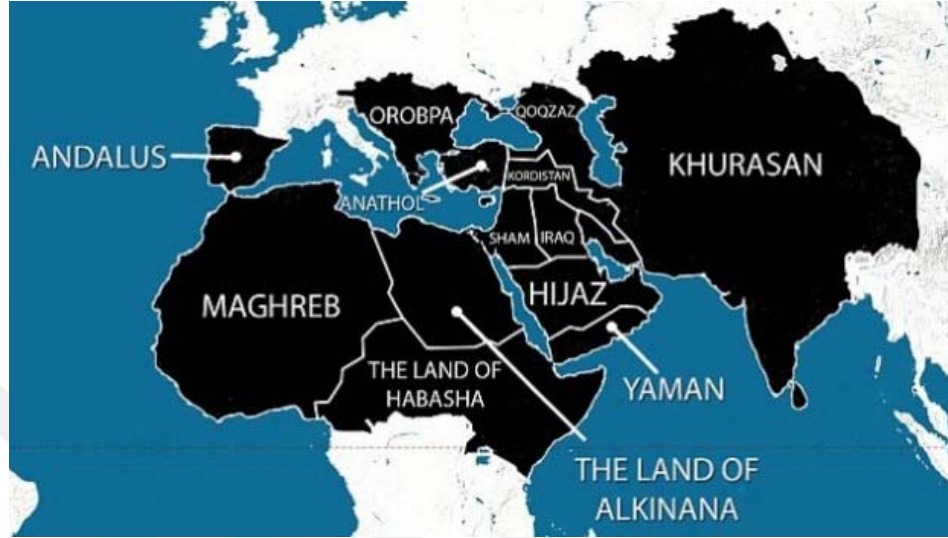 OROBPA
QOQZAZ
ANDALUS
KHURASAN
KORDISTAN
ANATHOL
SHAM
IRAQ
MAGHREB
HIJAZ
THE LAND OF
HABASHA
YAMAN
THE LAND OF
ALKINANA